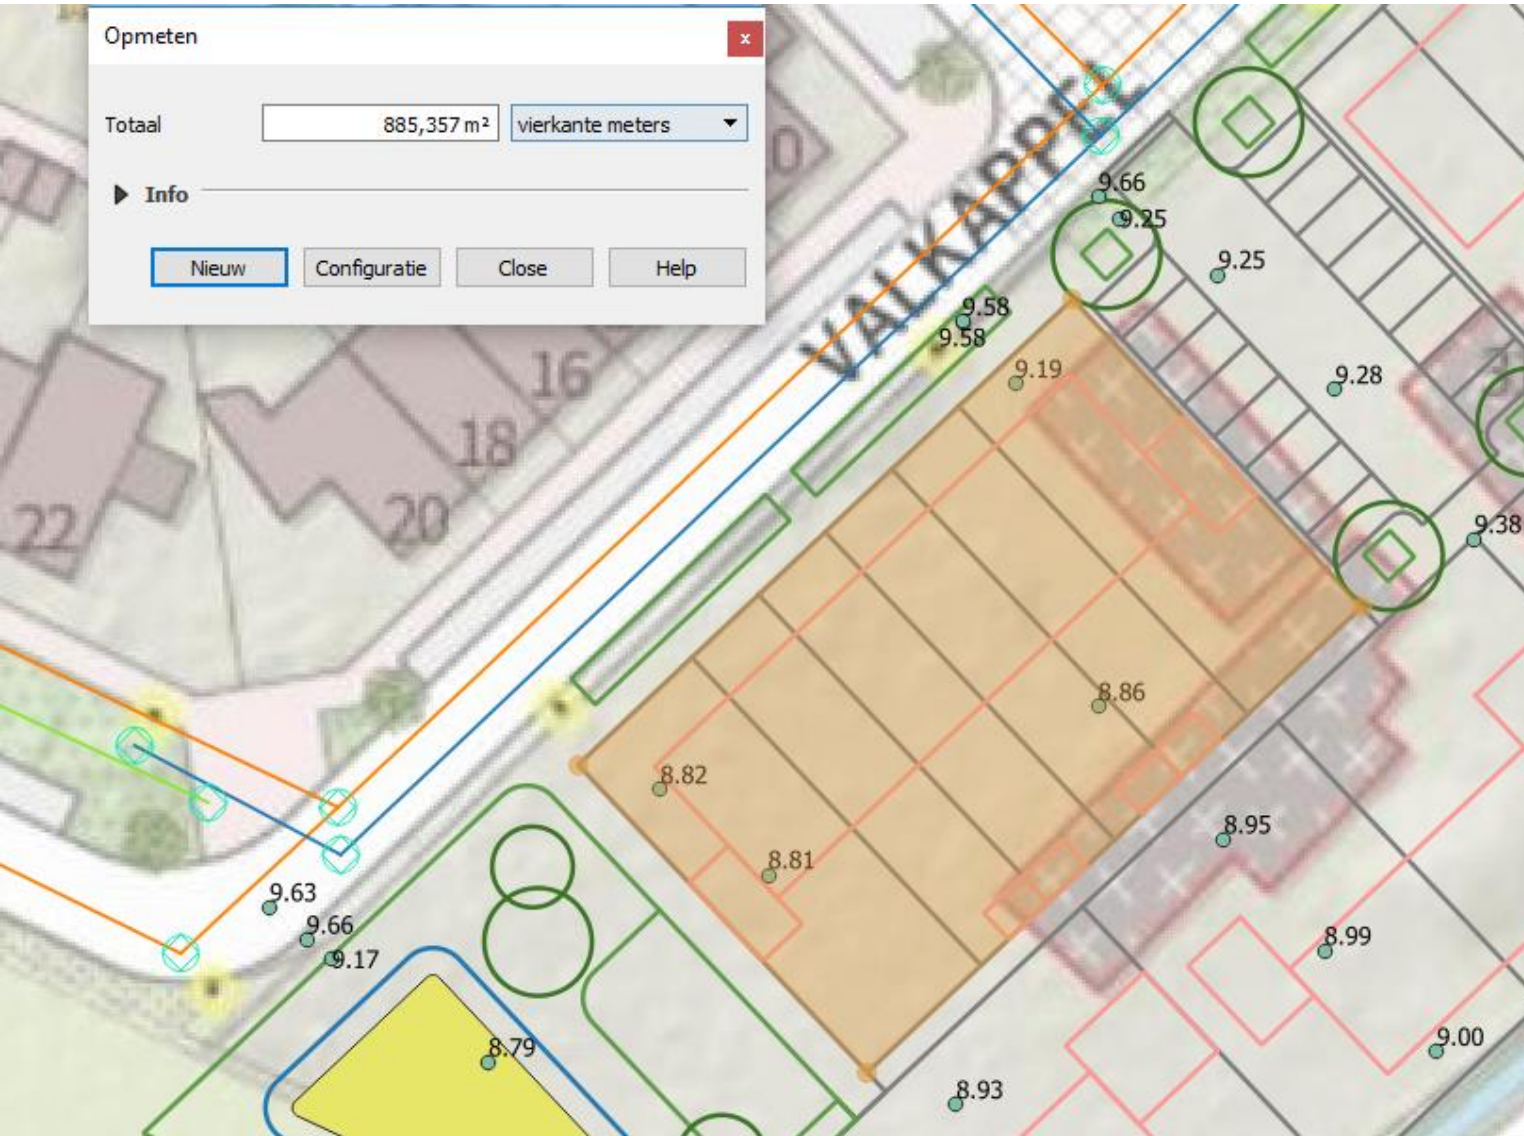 Opmeten
x
Totaal
885,357 m²
vierkante meters
Info
Nieuw
Configuratie
Close
Help
VALKAPPEL
0
16
18
20
22
9.66
9.25
9.25
9.58
9.58
9.19
9.28
9.38
8.86
8.82
8.81
8.95
9.63
9.66
9.17
8.99
8.79
9.00
8.93